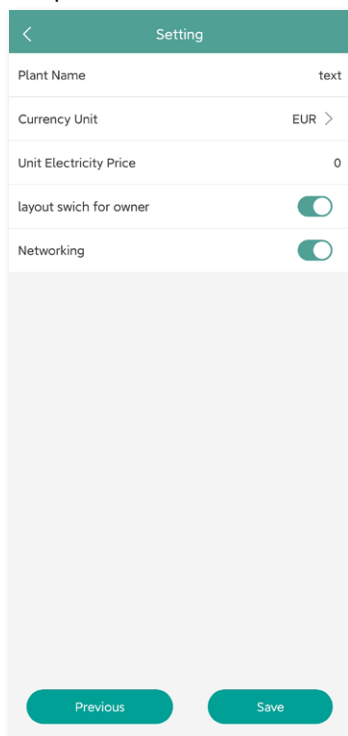 Setting
Plant Name text
Currency Unit EUR
Unit Electricity Price 0
layout swich for owner
Networking
Previous Save